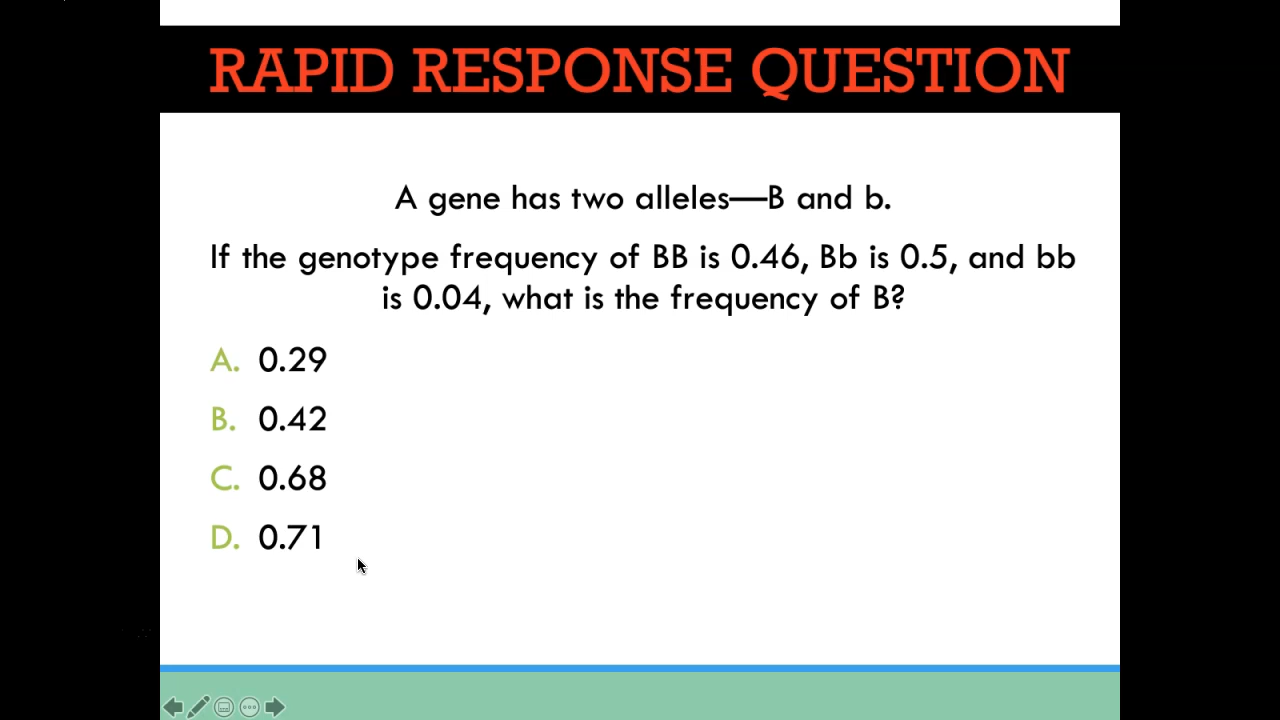 RAPID RESPONSE QUESTION
A gene has two alleles—B and b.
If the genotype frequency of BB is 0.46, Bb is 0.5, and bb
is 0.04, what is the frequency of B?
A. 0.29
B. 0.42
C. 0.68
D. 0.71